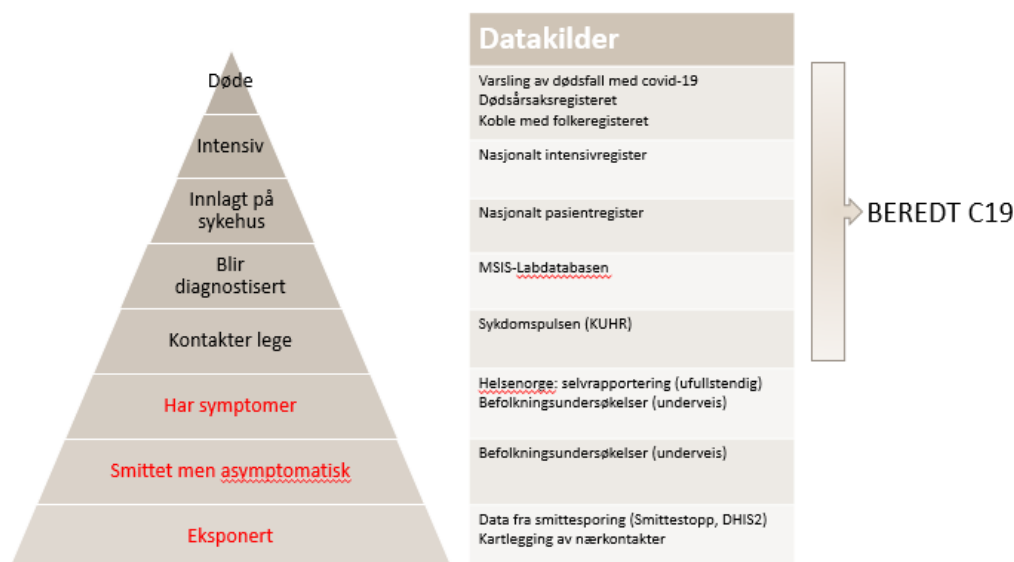 Døde
Intensiv
Innlagt på
sykehus
Blir
diagnostisert
Kontakter lege
Har symptomer
Smittet men asymptomatisk
Eksponert
Datakilder
Varsling av dødsfall med covid-19
Dødsårsaksregisteret
Koble med folkeregisteret
Nasjonalt intensivregister
Nasjonalt pasientregister
MSIS-Labdatabasen
Sykdomspulsen (KUHR)
Helsenorge: selvrapportering (ufullstendig)
Befolkningsundersøkelser (underveis)
Befolkningsundersøkelser (underveis)
Data fra smittesporing (Smittestopp, DHIS2)
Kartlegging av nærkontakter
BEREDT C19